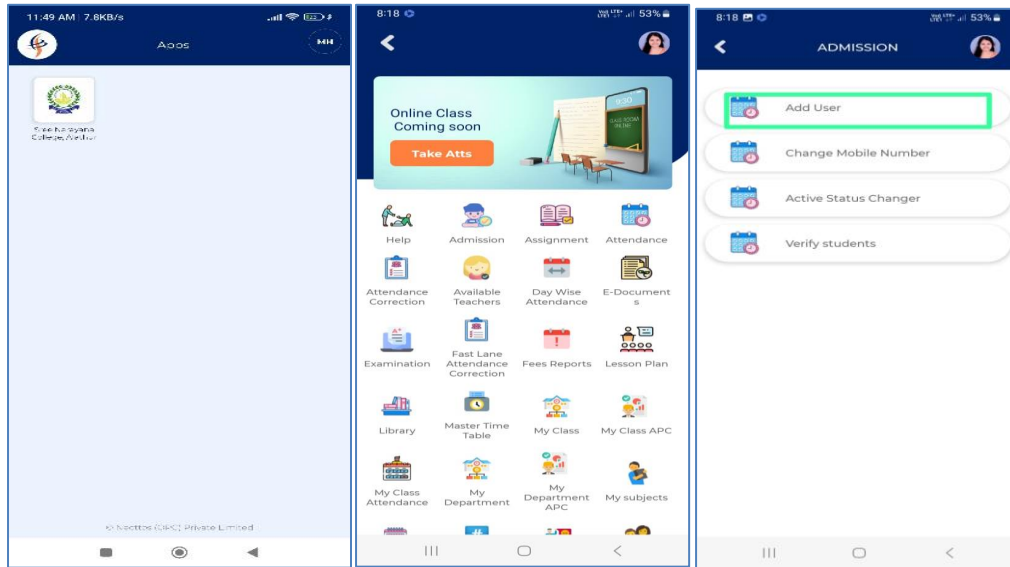 11:49 AM | 7.8KB/s
Apps
MH
Sree Narayana
College, Alathur
© Necttos (OPC) Private Limited
8:18
53%
Online Class
Coming soon
Take Atts
Help
Admission
Assignment
Attendance
Attendance
Correction
Available
Teachers
Day Wise
Attendance
E-Document
s
Examination
Fast Lane
Attendance
Correction
Fees Reports
Lesson Plan
Library
Master Time
Table
My Class
My Class APC
My Class
Attendance
My
Department
My
Department
APC
My subjects
8:18
53%
ADMISSION
Add User
Change Mobile Number
Active Status Changer
Verify students